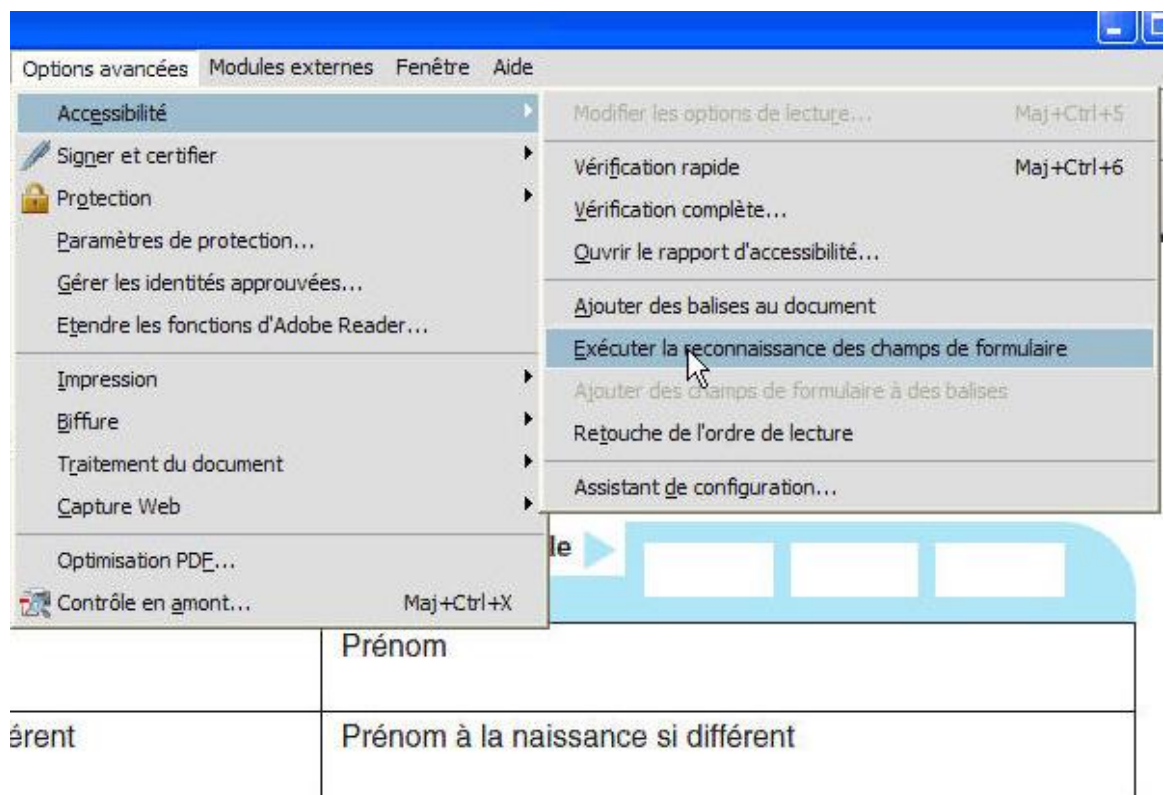 Options avancées Modules externes Fenêtre Aide
Accessibilité
Signer et certifier
Protection
Paramètres de protection...
Gérer les identités approuvées...
Etendre les fonctions d'Adobe Reader...
Impression
Biffure
Traitement du document
Capture Web
Optimisation PDF...
Contrôle en amont... Maj+Ctrl+X
Modifier les options de lecture... Maj+Ctrl+5
Vérification rapide Maj+Ctrl+6
Vérification complète...
Ouvrir le rapport d'accessibilité...
Ajouter des balises au document
Exécuter la reconnaissance des champs de formulaire
Ajouter des champs de formulaire à des balises
Retouche de l'ordre de lecture
Assistant de configuration...
le
Prénom
érent Prénom à la naissance si différent